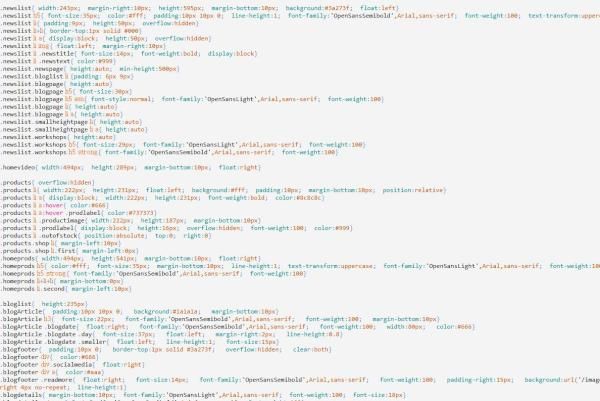 .newslist{ width:243px; margin-right:10px; height:595px; margin-bottom:10px; background:#3a273f; float:left}
.newslist h5{ font-size:35px; color:#fff; padding:10px 10px 0; line-height:1; font-family:'OpenSansSemibold',Arial,sans-serif; font-weight:100; text-transform:upperc
.newslist li{ padding:9px; height:50px; overflow:hidden}
.newslist li+li{ border-top:1px solid #000}
.newslist li a{ display:block; height:50px; overflow:hidden}
.newslist li img{ float:left; margin-right:10px}
.newslist li .newstitle{ font-size:14px; font-weight:bold; display:block}
.newslist li .newstext{ color:#999}
.newslist.newspage{ height:auto; min-height:500px}
.newslist.bloglist li{padding: 6px 9px}
.newslist.blogpage{ height:auto}
.newslist.blogpage h5{ font-size:30px}
.newslist.blogpage h5 em{ font-style:normal; font-family:'OpenSansLight',Arial,sans-serif; font-weight:100}
.newslist.blogpage li{ height:auto}
.newslist.blogpage li a{ height:auto}
.newslist.smallheightpage li{ height:auto}
.newslist.smallheightpage li a{ height:auto}
.newslist.workshops{ height:auto}
.newslist.workshops h5{ font-size:29px; font-family:'OpenSansLight',Arial,sans-serif; font-weight:100}
.newslist.workshops h5 strong{ font-family:'OpenSansSemibold',Arial,sans-serif; font-weight:100}
.homevideo{ width:494px; height:289px; margin-bottom:10px; float:right}
.products{ overflow:hidden}
.products li{ width:222px; height:231px; float:left; background:#fff; padding:10px; margin-bottom:10px; position:relative}
.products li a{ display:block; width:222px; height:231px; font-weight:bold; color:#8c8c8c}
.products li a:hover{ color:#666}
.products li a:hover .prodlabel{ color:#737373}
.products li .productimage{ width:222px; height:187px; margin-bottom:10px}
.products li .prodlabel{ display:block; height:16px; overflow:hidden; font-weight:100; color:#999}
.products li .outofstock{ position:absolute; top:0; right:0}
.products.shop li{ margin-left:10px}
.products.shop li.first{ margin-left:0px}
.homeprods{ width:494px; height:541px; margin-bottom:10px; float:right}
.homeprods h5{ color:#fff; font-size:35px; margin-bottom:10px; line-height:1; text-transform:uppercase; font-family:'OpenSansLight',Arial,sans-serif; font-weight:100
.homeprods h5 strong{ font-family:'OpenSansSemibold',Arial,sans-serif; font-weight:100}
.homeprods li+li+li{ margin-bottom:0px}
.homeprods li.second{ margin-left:10px}
.bloglist{ height:235px}
.blogArticle{ padding:10px 10px 0; background:#1a1a1a; margin-bottom:10px}
.blogArticle h3{ font-size:22px; font-family:'OpenSansSemibold',Arial,sans-serif; font-weight:100; margin-bottom:10px}
.blogArticle .blogdate{ float:right; font-family:'OpenSansSemibold',Arial,sans-serif; font-weight:100; width:80px; color:#666}
.blogArticle .blogdate .day{ font-size:37px; float:left; margin-right:2px; line-height:0.8}
.blogArticle .blogdate .smaller{ float:left; line-height:1; font-size:15px}
.blogfooter{ padding:10px 0; border-top:1px solid #3a273f; overflow:hidden; clear:both}
.blogfooter div{ color:#666}
.blogfooter div.socialmedia{ float:right}
.blogfooter div a{ color:#aaa}
.blogfooter .readmore{ float:right; font-size:14px; font-family:'OpenSansSemibold',Arial,sans-serif; font-weight:100; padding-right:15px; background:url('/image
right 4px no-repeat; line-height:1}
.blogdetails{ margin-bottom:10px; font-family:'OpenSansLight',Arial,sans-serif; font-weight:100; font-size:18px}